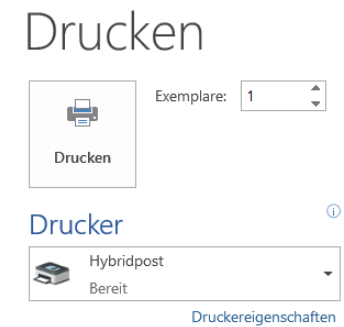 Drucken
Exemplare: 1
Drucken
Drucker
Hybridpost
Bereit
Druckereigenschaften